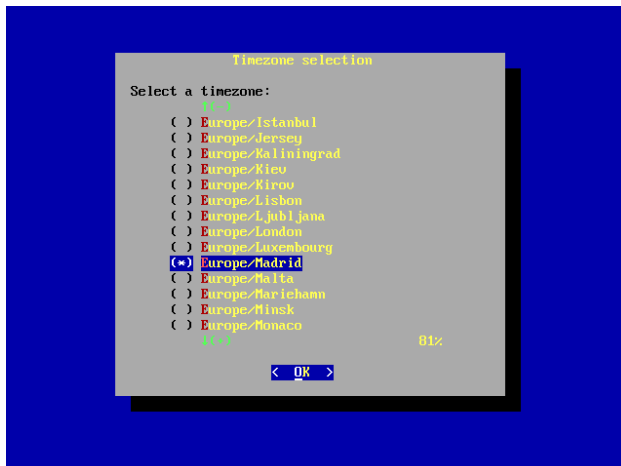 Timezone selection
Select a timezone:
↑(-)
( ) Europe/Istanbul
( ) Europe/Jersey
( ) Europe/Kaliningrad
( ) Europe/Kiev
( ) Europe/Kirov
( ) Europe/Lisbon
( ) Europe/Ljubljana
( ) Europe/London
( ) Europe/Luxembourg
(*) Europe/Madrid
( ) Europe/Malta
( ) Europe/Mariehamn
( ) Europe/Minsk
( ) Europe/Monaco
↓(+) 81%
< OK >